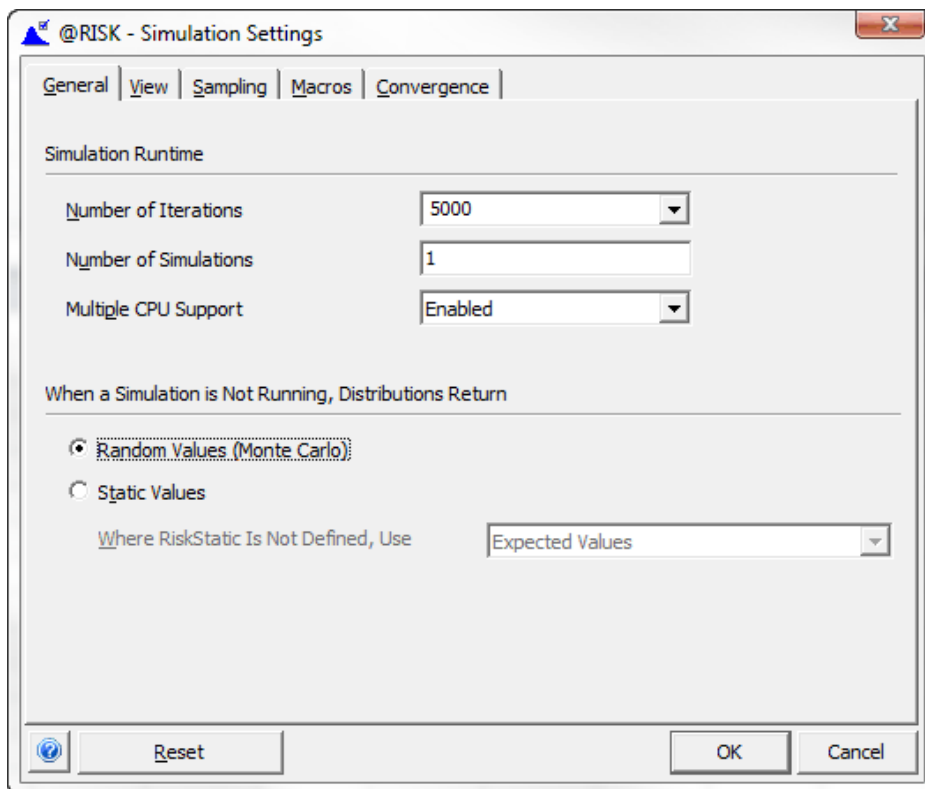 @RISK - Simulation Settings
General View Sampling Macros Convergence
Simulation Runtime
Number of Iterations 5000
Number of Simulations 1
Multiple CPU Support Enabled
When a Simulation is Not Running, Distributions Return
Random Values (Monte Carlo)
Static Values
Where RiskStatic Is Not Defined, Use Expected Values
Reset OK Cancel